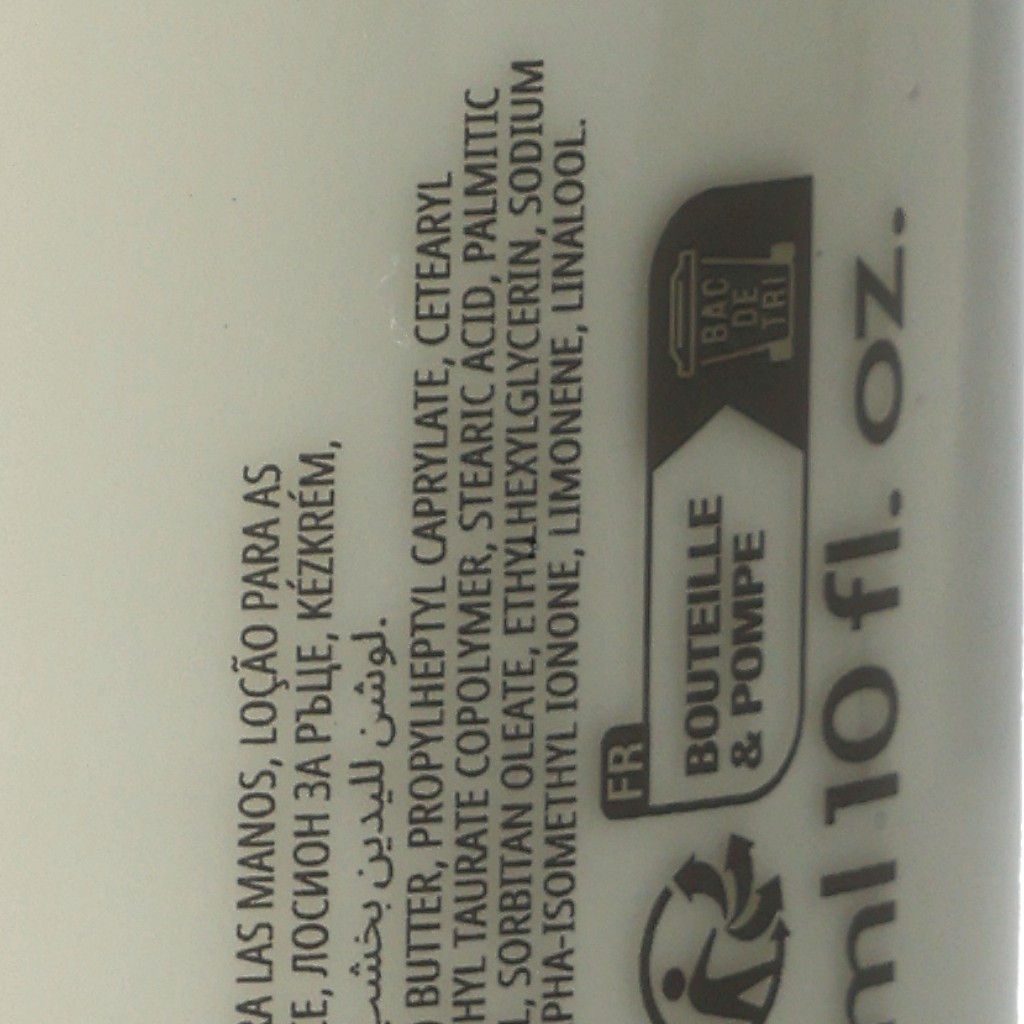 RA LAS MANOS, LOÇÃO PARA AS
CE, ЛОСИОН ЗА РЪЦЕ, KÉZKRÉM,
لوشن لليدين بخشب
) BUTTER, PROPYLHEPTYL CAPRYLATE, CETEARYL
HYL TAURATE COPOLYMER, STEARIC ACID, PALMITIC
L, SORBITAN OLEATE, ETHYLHEXYLGLYCERIN, SODIUM
PHA-ISOMETHYL IONONE, LIMONENE, LINALOOL.
FR
BOUTEILLE
& POMPE
BAC
DE
TRI
ml 10 fl. oz.